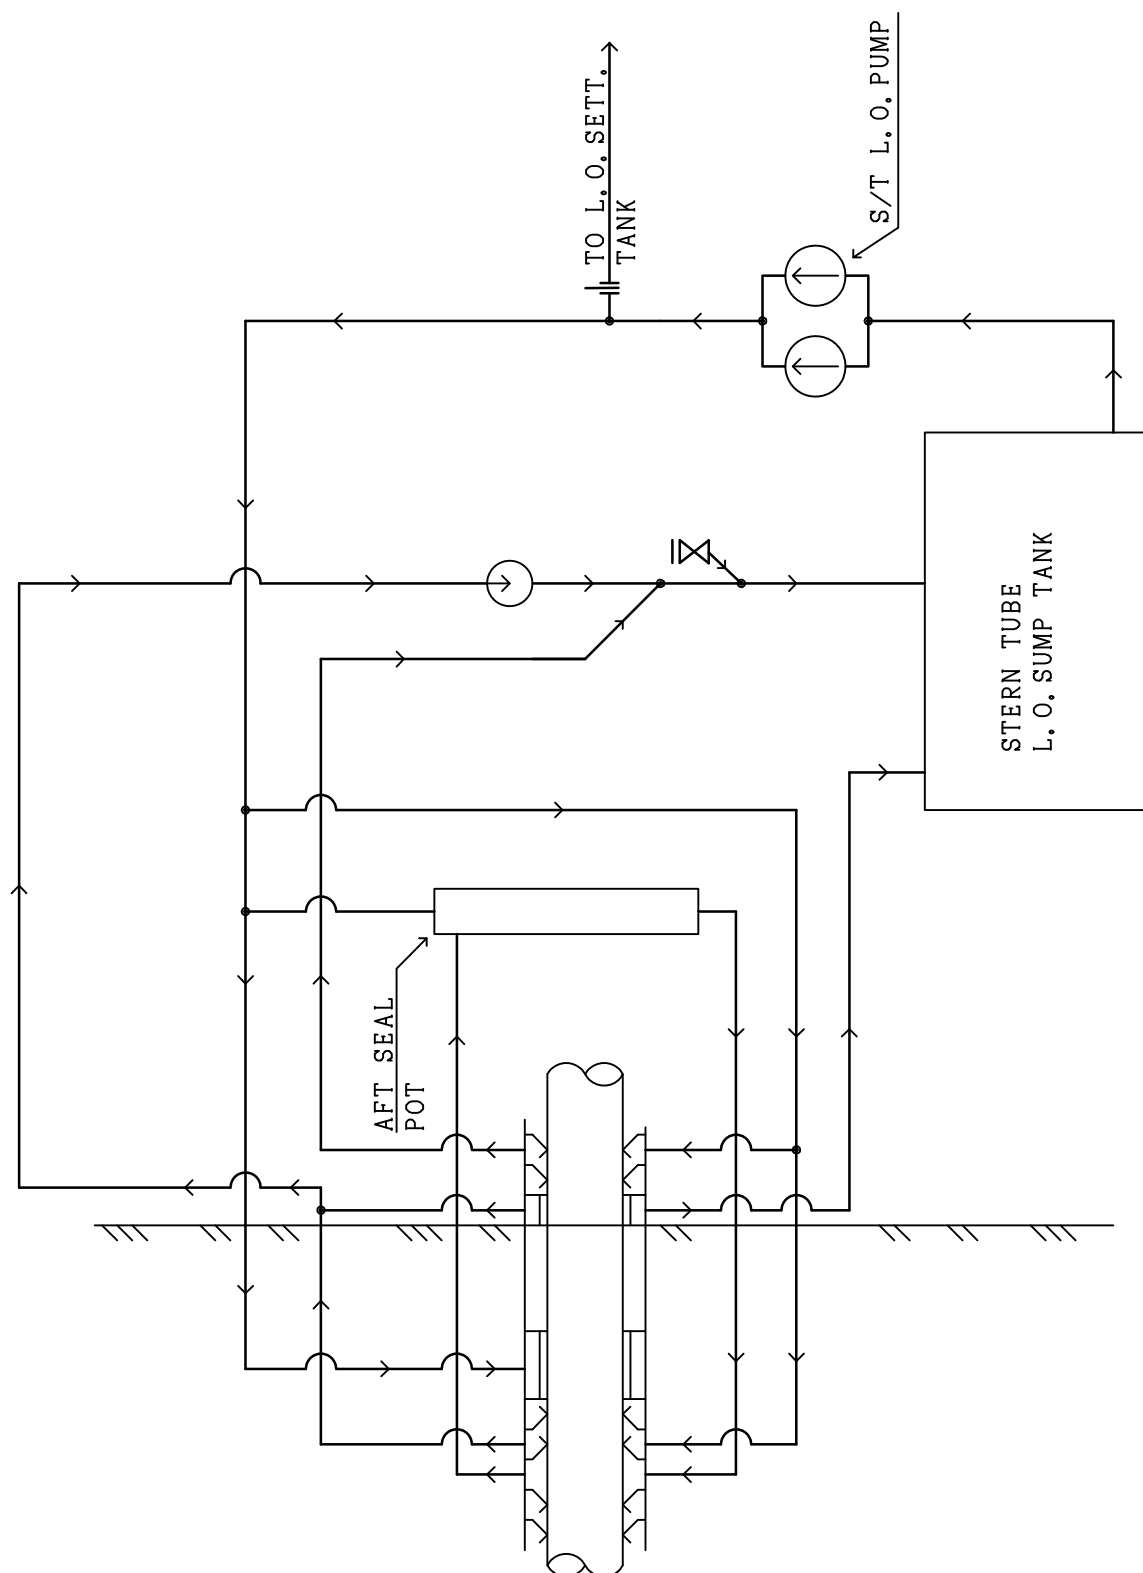 TO L.O.SETT.
TANK
S/T L.O.PUMP
STERN TUBE
L.O.SUMP TANK
AFT SEAL
POT